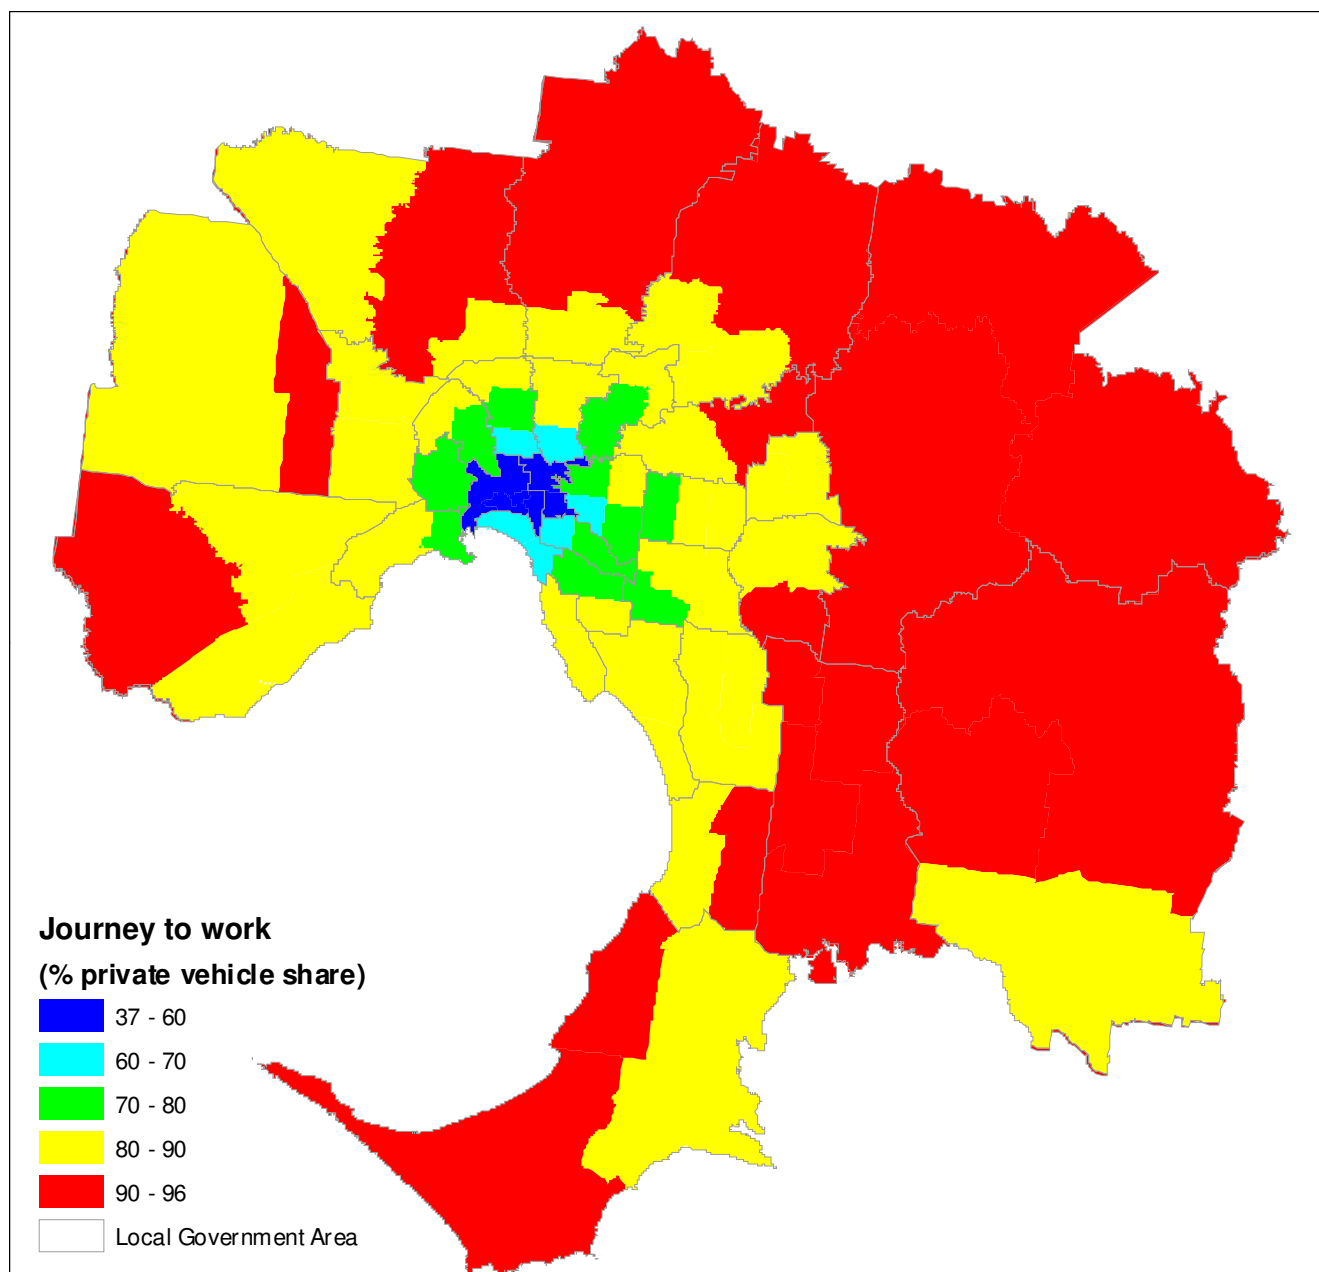 Journey to work
(% private vehicle share)
37 - 60
60 - 70
70 - 80
80 - 90
90 - 96
Local Government Area